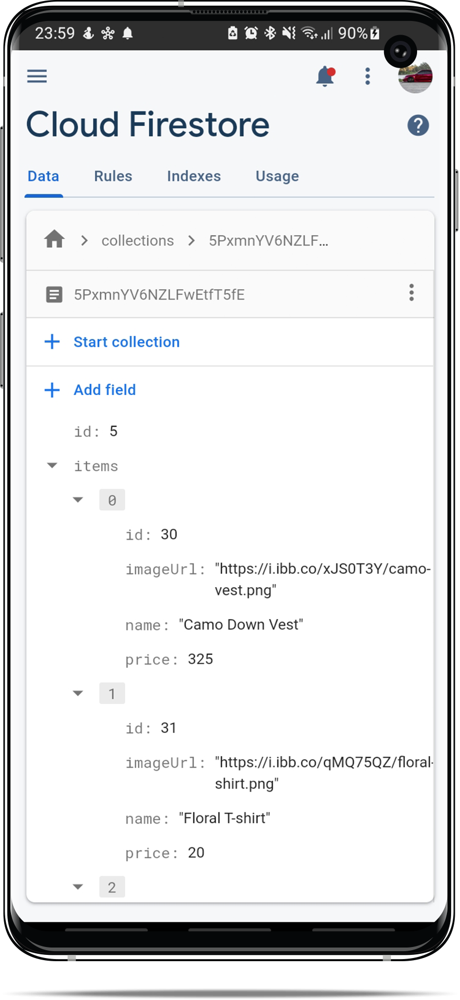 23:59 90%
Cloud Firestore
Data Rules Indexes Usage
collections 5PxmnYV6NZLF...
5PxmnYV6NZLFwEtfT5fE
+ Start collection
+ Add field
id: 5
items
0
id: 30
imageUrl: "https://i.ibb.co/xJS0T3Y/camo-
vest.png"
name: "Camo Down Vest"
price: 325
1
id: 31
imageUrl: "https://i.ibb.co/qMQ75QZ/floral-
shirt.png"
name: "Floral T-shirt"
price: 20
2